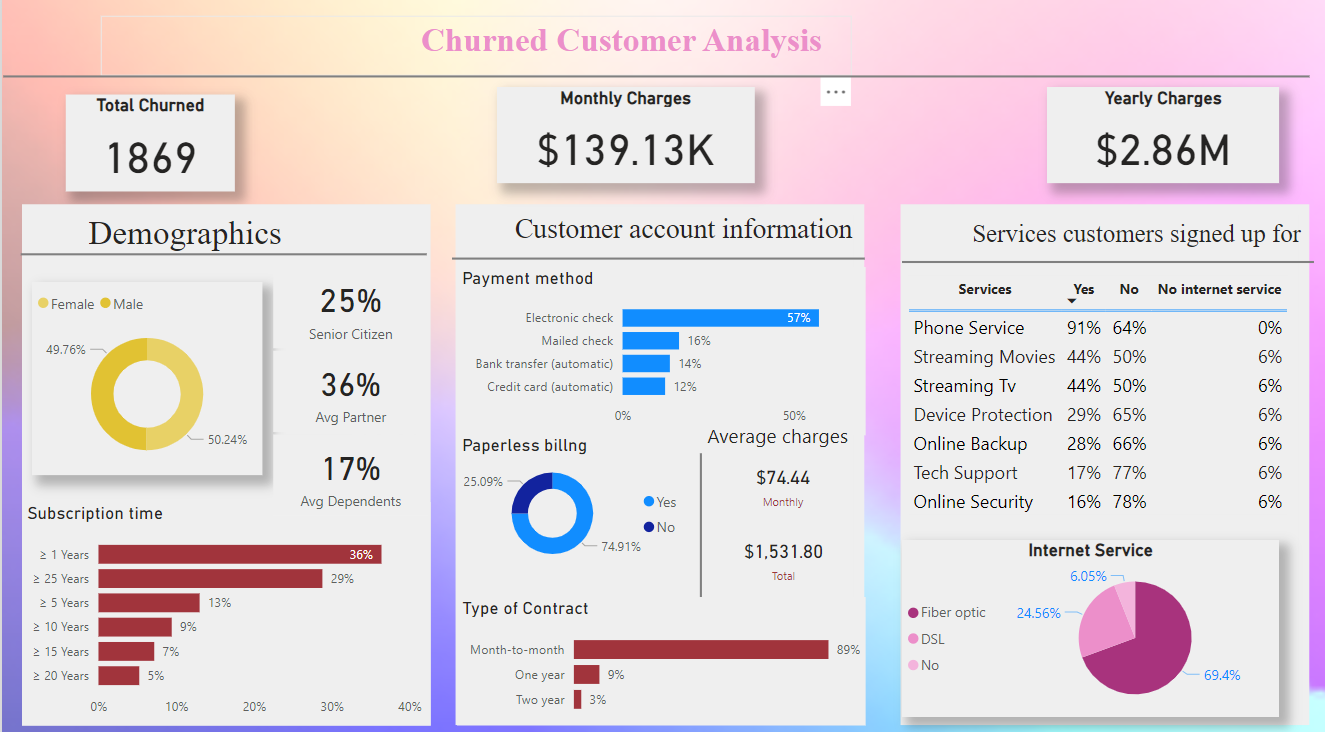 Churned Customer Analysis
Total Churned
1869
Monthly Charges
$139.13K
Yearly Charges
$2.86M
Demographics
Female Male
49.76%
50.24%
25%
Senior Citizen
36%
Avg Partner
17%
Avg Dependents
Subscription time
≥ 1 Years 36%
≥ 25 Years 29%
≥ 5 Years 13%
≥ 10 Years 9%
≥ 15 Years 7%
≥ 20 Years 5%
0% 10% 20% 30% 40%
Customer account information
Payment method
Electronic check 57%
Mailed check 16%
Bank transfer (automatic) 14%
Credit card (automatic) 12%
0% 50%
Paperless billng
25.09%
74.91%
Yes
No
Average charges
$74.44
Monthly
$1,531.80
Total
Type of Contract
Month-to-month 89%
One year 9%
Two year 3%
Services customers signed up for
Services Yes No No internet service
Phone Service 91% 64% 0%
Streaming Movies 44% 50% 6%
Streaming Tv 44% 50% 6%
Device Protection 29% 65% 6%
Online Backup 28% 66% 6%
Tech Support 17% 77% 6%
Online Security 16% 78% 6%
Internet Service
Fiber optic
DSL
No
6.05%
24.56%
69.4%